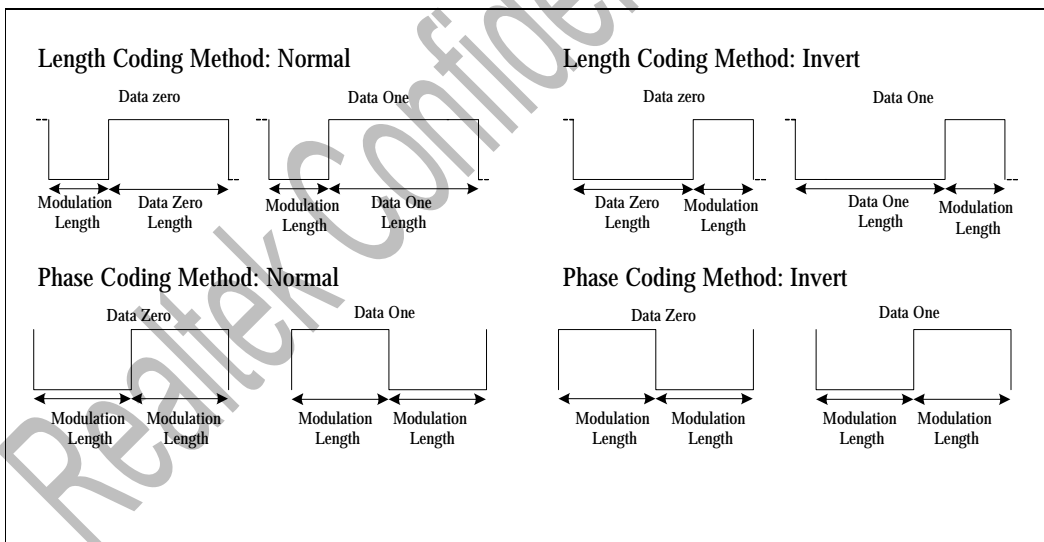 Length Coding Method: Normal
Data zero
Data One
Modulation
Length
Data Zero
Length
Modulation
Length
Data One
Length
Length Coding Method: Invert
Data zero
Data One
Data Zero
Length
Modulation
Length
Data One
Length
Modulation
Length
Phase Coding Method: Normal
Data Zero
Data One
Modulation
Length
Modulation
Length
Modulation
Length
Modulation
Length
Phase Coding Method: Invert
Data Zero
Data One
Modulation
Length
Modulation
Length
Modulation
Length
Modulation
Length
Realtek Confiden